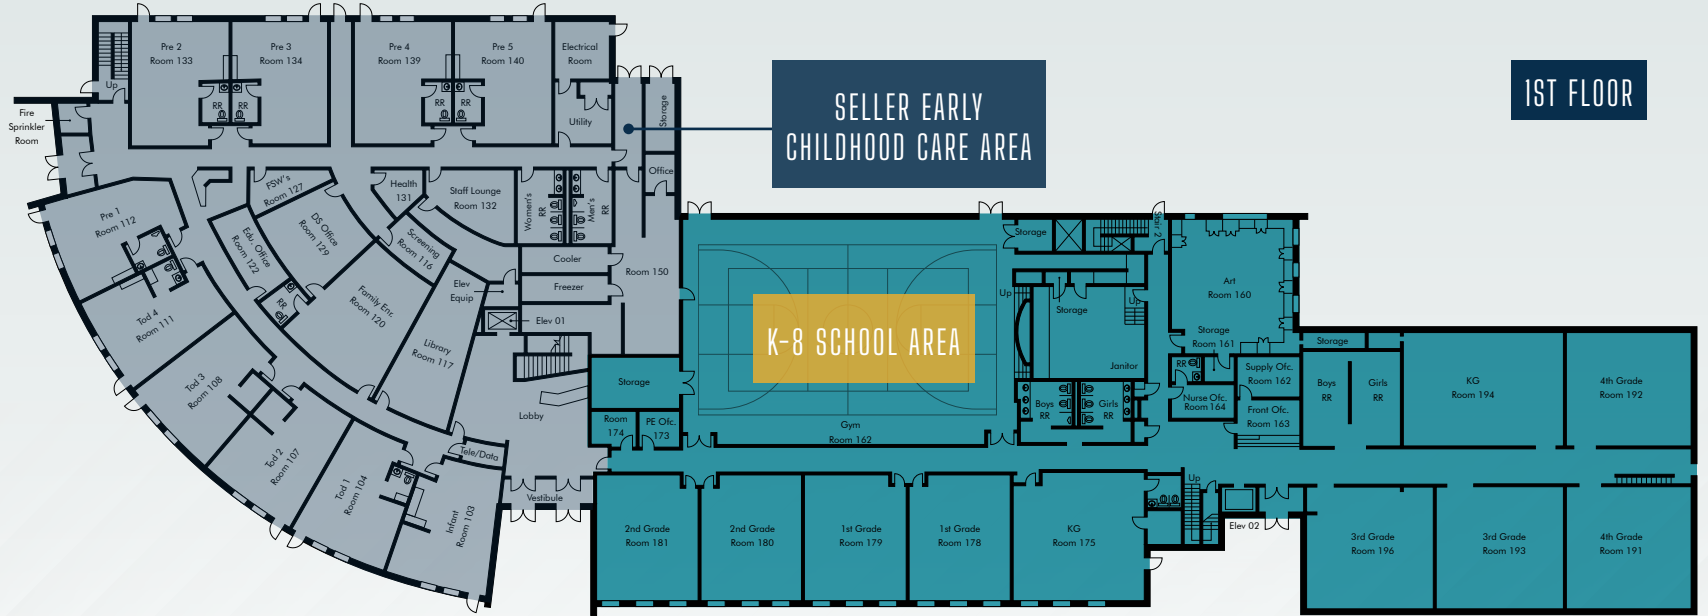 1ST FLOOR
SELLER EARLY
CHILDHOOD CARE AREA
K-8 SCHOOL AREA
Pre 2
Room 133
Pre 3
Room 134
Pre 4
Room 139
Pre 5
Room 140
Electrical
Room
Up
RR
RR
RR
RR
Utility
Storage
Fire
Sprinkler
Room
Office
FSW's
Room 127
Health
131
Staff Lounge
Room 132
Women's
RR
Men's
RR
Pre 1
Room 112
Edu. Office
Room 122
DS Office
Room 129
Screening
Room 116
Cooler
Freezer
Room 150
Elev
Equip
Elev 01
RR
Family Enr.
Room 120
Library
Room 117
Tod 4
Room 111
Tod 3
Room 108
Tod 2
Room 107
Tod 1
Room 104
Infant
Room 103
Tele/Data
Lobby
Vestibule
Storage
Room
174
PE Ofc.
173
Gym
Room 162
Storage
Stair 2
Up
Storage
Up
Janitor
Boys
RR
Girls
RR
Art
Room 160
Storage
Room 161
RR
Nurse Ofc.
Room 164
Supply Ofc.
Room 162
Front Ofc.
Room 163
Storage
Boys
RR
Girls
RR
KG
Room 194
4th Grade
Room 192
2nd Grade
Room 181
2nd Grade
Room 180
1st Grade
Room 179
1st Grade
Room 178
KG
Room 175
Up
Elev 02
3rd Grade
Room 196
3rd Grade
Room 193
4th Grade
Room 191